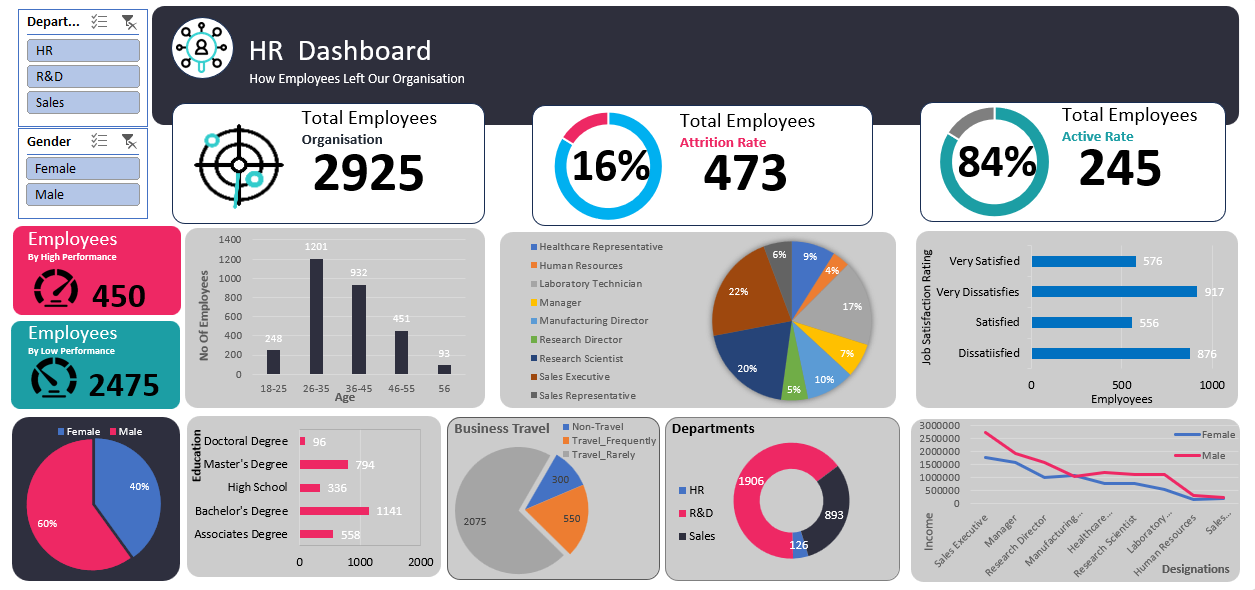 Depart...
HR
R&D
Sales
Gender
Female
Male
HR Dashboard
How Employees Left Our Organisation
Total Employees
Organisation
2925
16%
Total Employees
Attrition Rate
473
84%
Total Employees
Active Rate
245
Employees
By High Performance
450
Employees
By Low Performance
2475
No Of Employees
1400
1200
1000
800
600
400
200
0
248
1201
932
451
93
18-25
26-35
36-45
46-55
56
Age
Healthcare Representative
Human Resources
Laboratory Technician
Manager
Manufacturing Director
Research Director
Research Scientist
Sales Executive
Sales Representative
9%
4%
17%
7%
10%
5%
20%
22%
6%
Job Satisfaction Rating
Very Satisfied
576
Very Dissatisfies
917
Satisfied
556
Dissatiisfied
876
0
500
1000
Emplyoyees
Female
Male
40%
60%
Education
Doctoral Degree
96
Master's Degree
794
High School
336
Bachelor's Degree
1141
Associates Degree
558
0
1000
2000
Business Travel
Non-Travel
Travel_Frequently
Travel_Rarely
300
550
2075
Departments
HR
R&D
Sales
1906
893
126
Income
3000000
2500000
2000000
1500000
1000000
500000
0
Female
Male
Sales Executive
Manager
Research Director
Manufacturing...
Healthcare...
Research Scientist
Laboratory...
Human Resources
Sales...
Designations